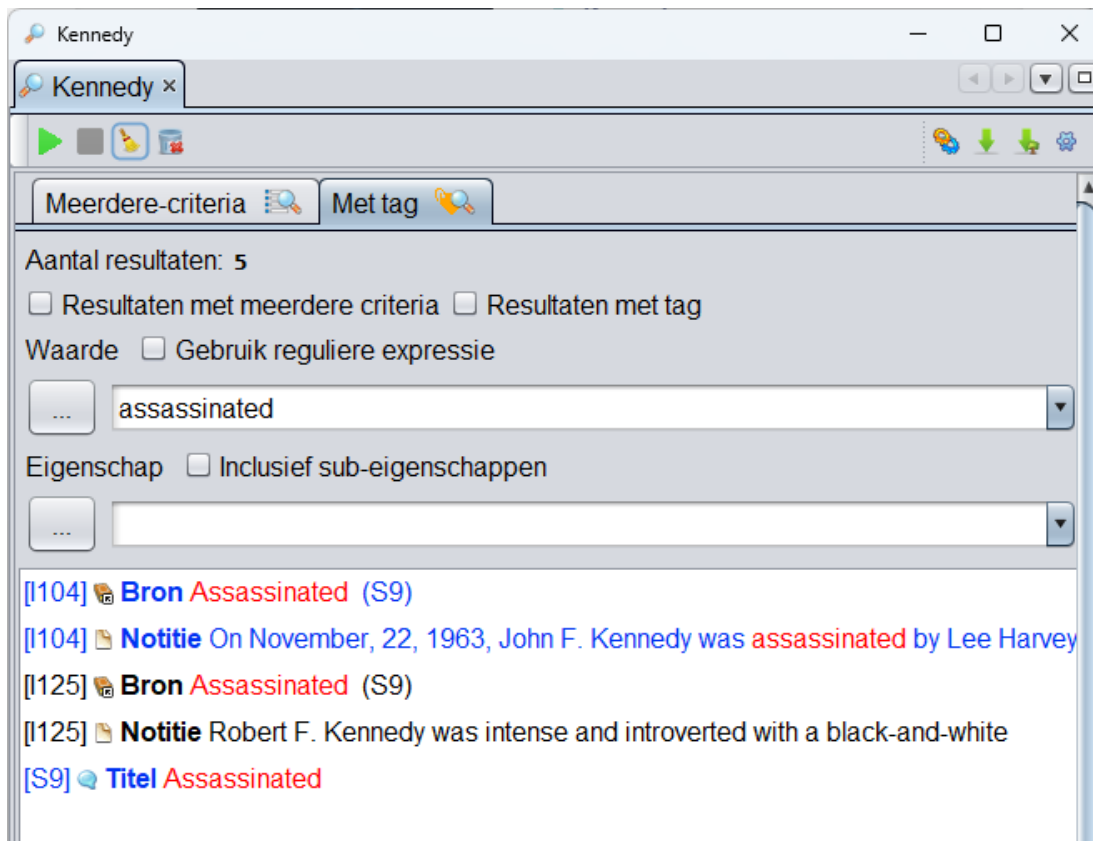 Kennedy
Kennedy
Meerdere-criteria Met tag
Aantal resultaten: 5
Resultaten met meerdere criteria Resultaten met tag
Waarde Gebruik reguliere expressie
... assassinated
Eigenschap Inclusief sub-eigenschappen
...
[I104] Bron Assassinated (S9)
[I104] Notitie On November, 22, 1963, John F. Kennedy was assassinated by Lee Harvey
[I125] Bron Assassinated (S9)
[I125] Notitie Robert F. Kennedy was intense and introverted with a black-and-white
[S9] Titel Assassinated